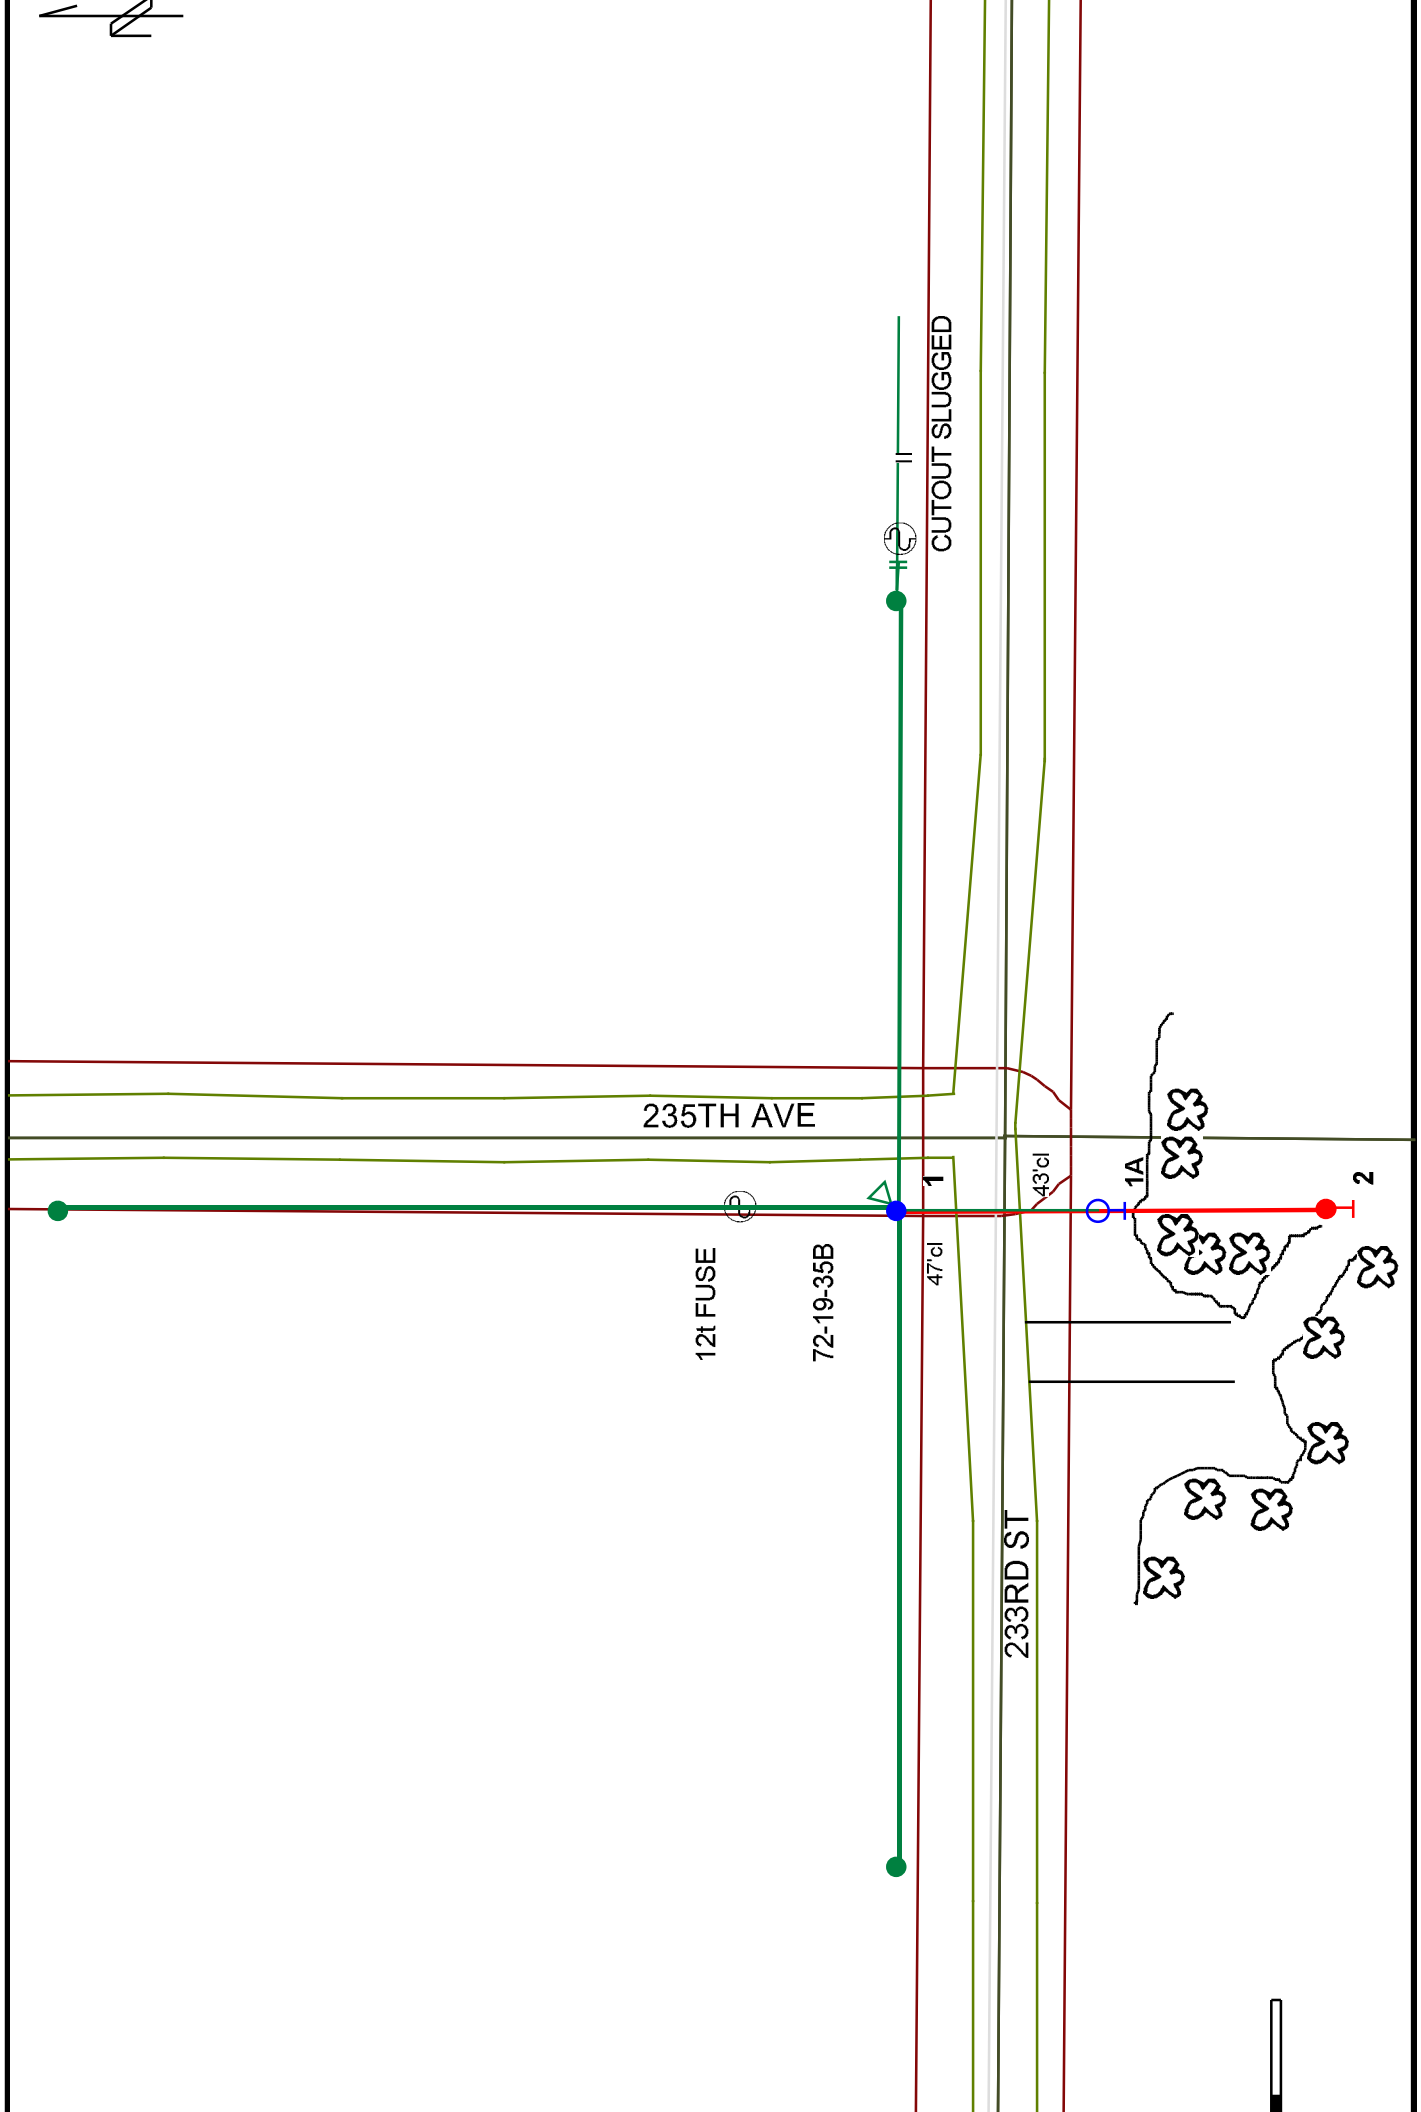 CUTOUT SLUGGED
235TH AVE
1
43'cl
1A
2
12t FUSE
72-19-35B
47'cl
233RD ST